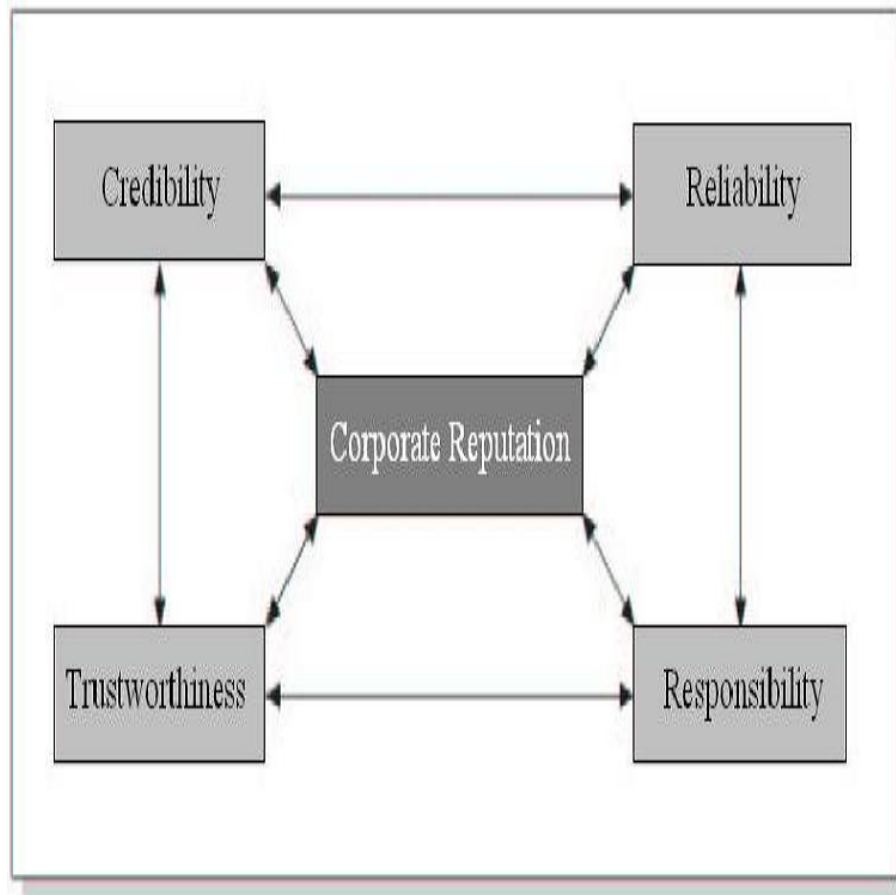 Credibility
Reliability
Corporate Reputation
Trustworthiness
Responsibility